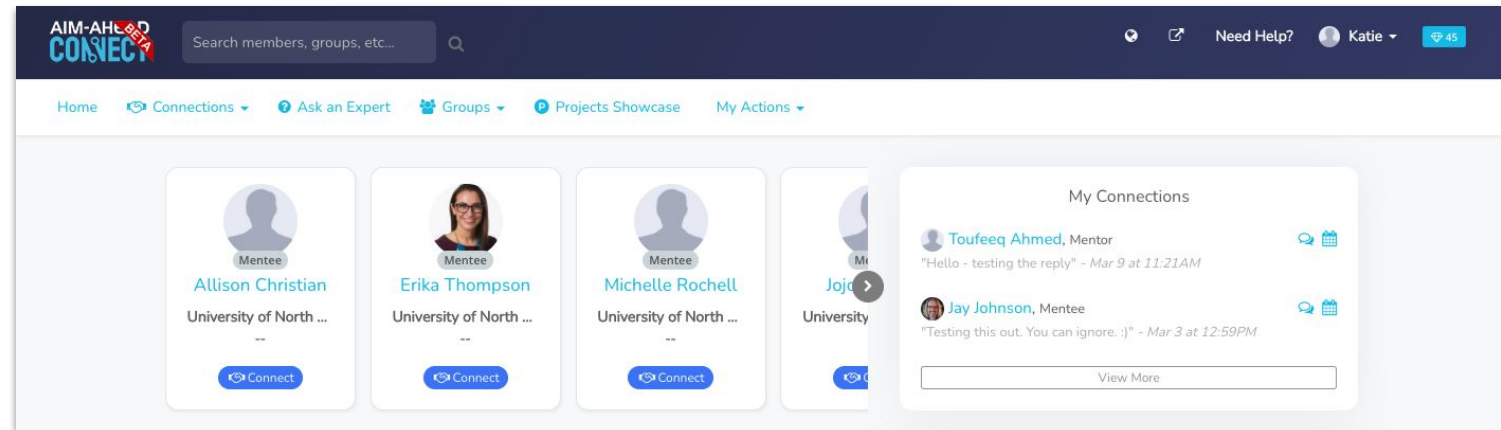 AIM-AHEAD
CONNECT
BETA
Search members, groups, etc...
Need Help?
Katie
45
Home
Connections
Ask an Expert
Groups
Projects Showcase
My Actions
Mentee
Allison Christian
University of North ...
--
Connect
Mentee
Erika Thompson
University of North ...
--
Connect
Mentee
Michelle Rochell
University of North ...
--
Connect
University
My Connections
Toufeeq Ahmed, Mentor
"Hello - testing the reply" - Mar 9 at 11:21AM
Jay Johnson, Mentee
"Testing this out. You can ignore. :)" - Mar 3 at 12:59PM
View More